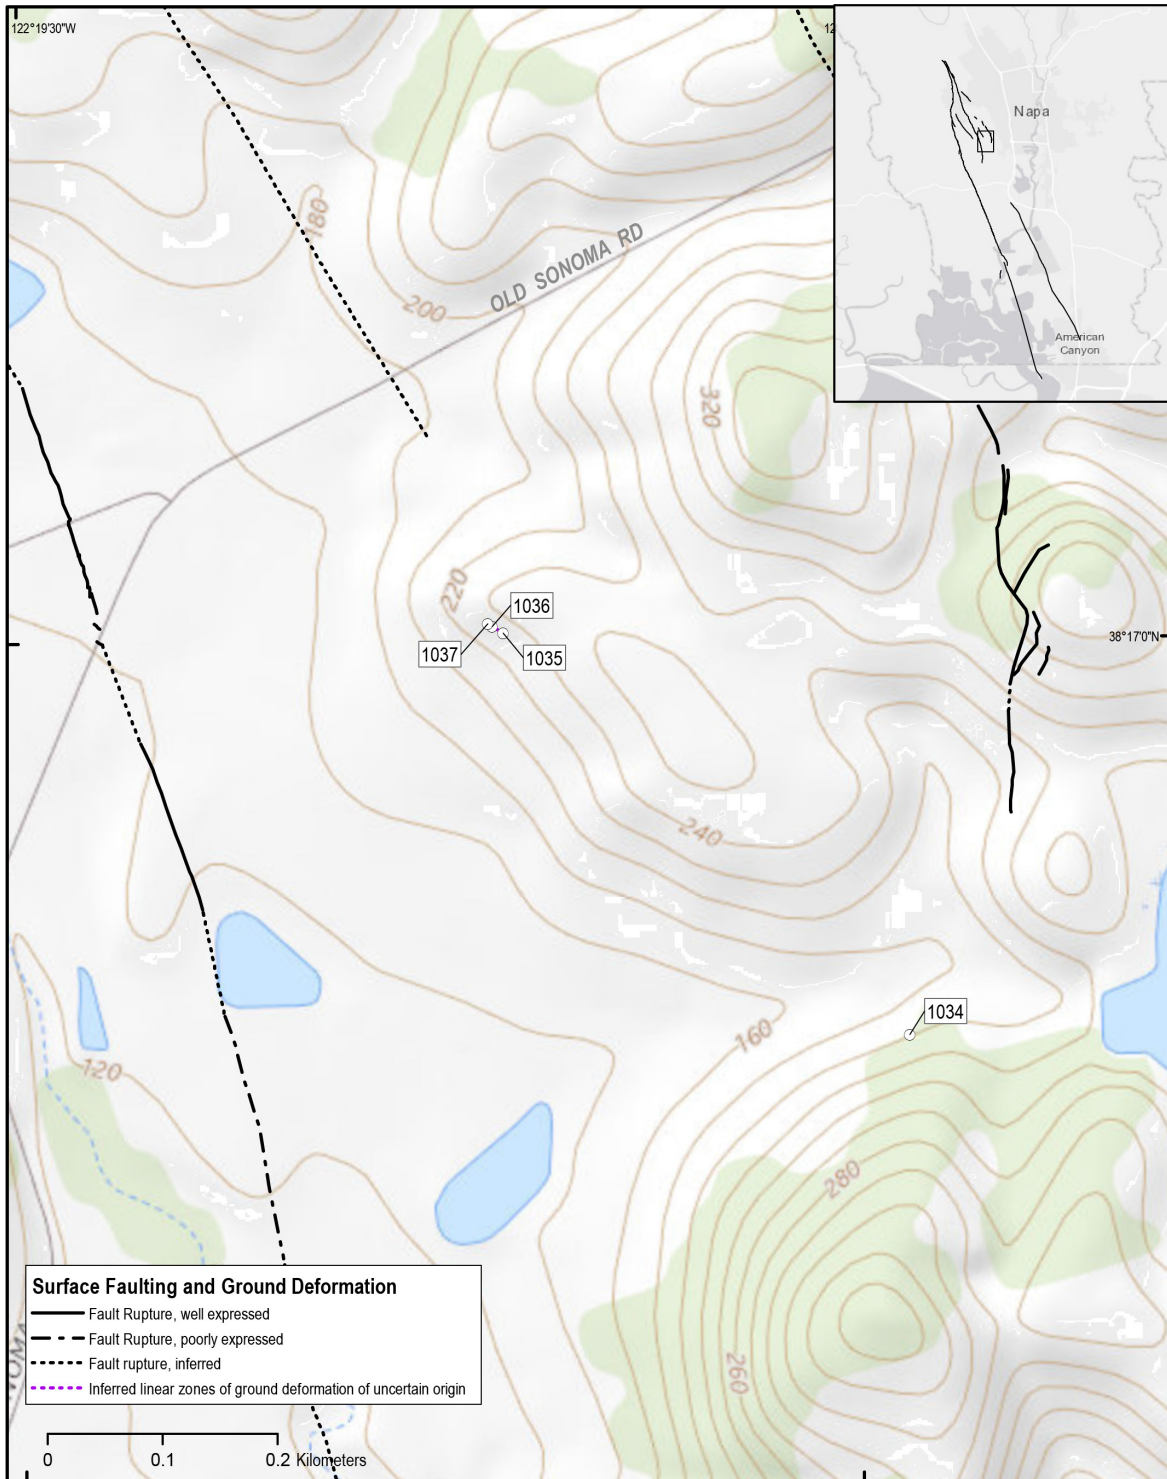 122°19'30"W
12
Napa
American
Canyon
180
OLD SONOMA RD
200
320
220
1036
1037
1035
38°17'0"N
240
1034
160
120
280
260
Surface Faulting and Ground Deformation
Fault Rupture, well expressed
Fault Rupture, poorly expressed
Fault rupture, inferred
Inferred linear zones of ground deformation of uncertain origin
0 0.1 0.2 Kilometers